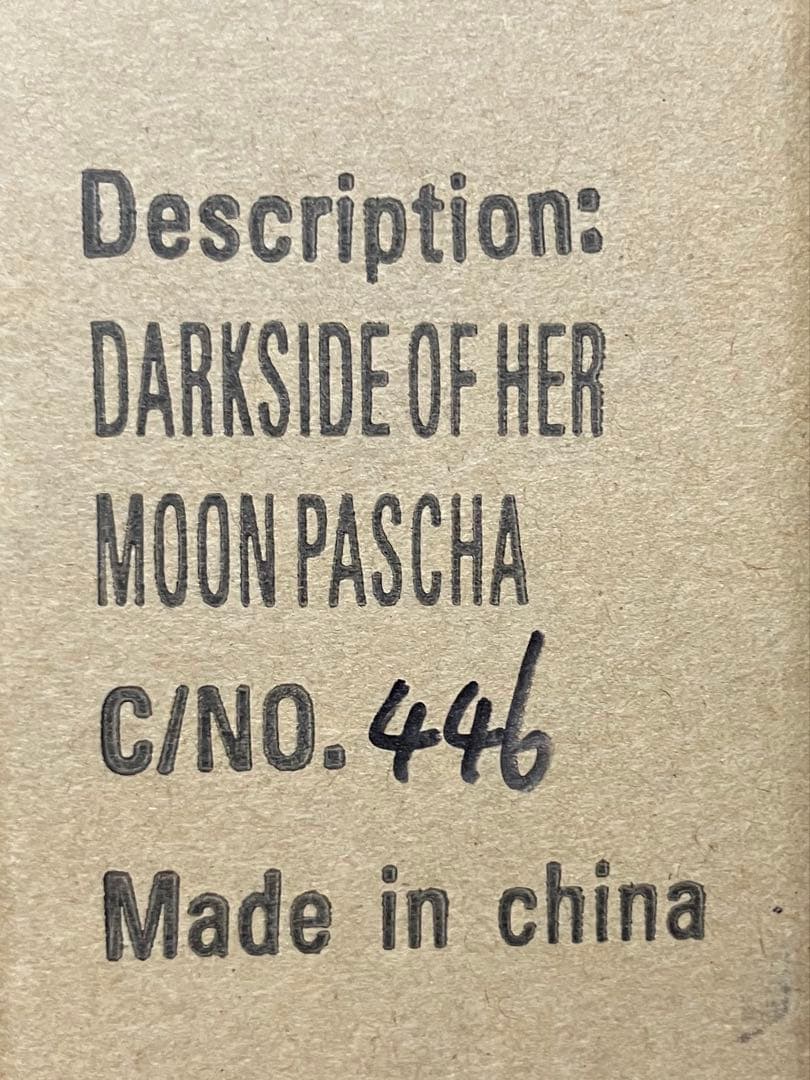 Description:
DARKSIDE OF HER
MOON PASCHA
C/NO. 446
Made in china